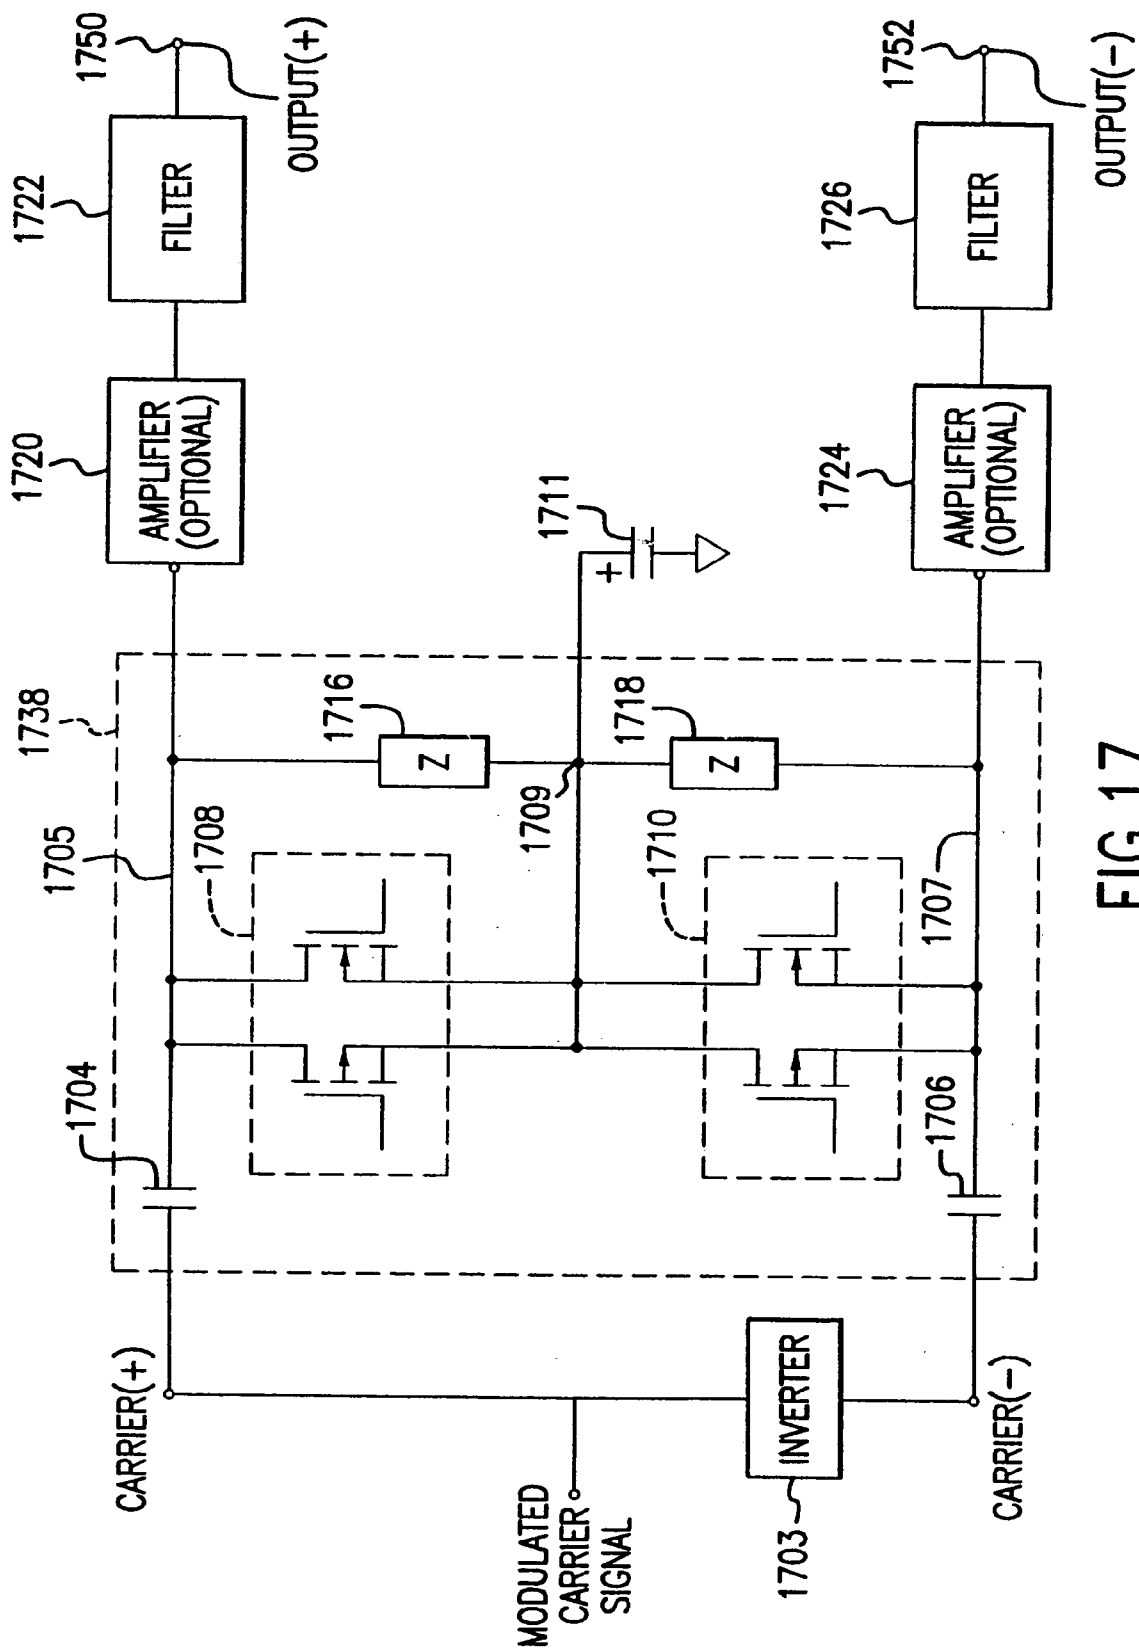 CARRIER(+)
1704
1705
1738
1720
AMPLIFIER
(OPTIONAL)
1722
FILTER
1750
OUTPUT(+)
1708
1716
Z
1709
+
1711
MODULATED
CARRIER
SIGNAL
1710
1718
Z
1703
INVERTER
CARRIER(−)
1706
1707
1724
AMPLIFIER
(OPTIONAL)
1726
FILTER
1752
OUTPUT(−)
FIG.17